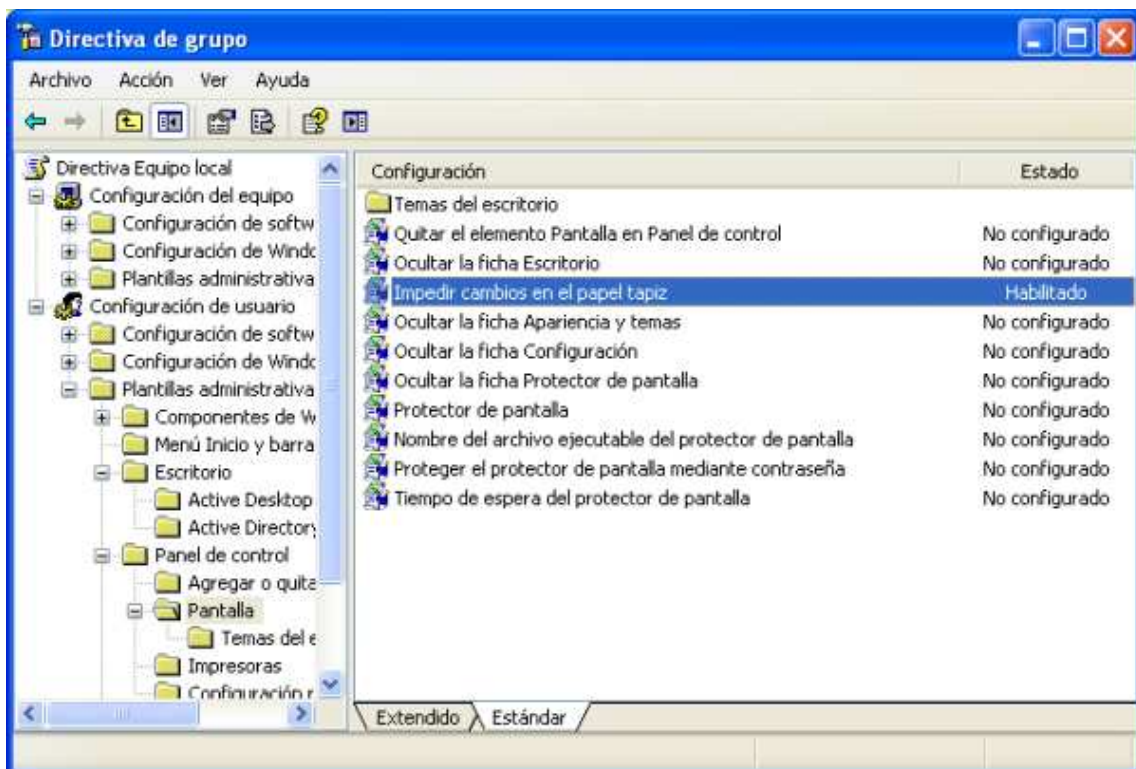 Directiva de grupo
Archivo Acción Ver Ayuda
Directiva Equipo local
Configuración del equipo
Configuración de softw
Configuración de Windc
Plantillas administrativa
Configuración de usuario
Configuración de softw
Configuración de Windc
Plantillas administrativa
Componentes de W
Menú Inicio y barra
Escritorio
Active Desktop
Active Directory
Panel de control
Agregar o quita
Pantalla
Temas del e
Impresoras
Configuración r
Configuración Estado
Temas del escritorio
Quitar el elemento Pantalla en Panel de control No configurado
Ocultar la ficha Escritorio No configurado
Impedir cambios en el papel tapiz Habilitado
Ocultar la ficha Apariencia y temas No configurado
Ocultar la ficha Configuración No configurado
Ocultar la ficha Protector de pantalla No configurado
Protector de pantalla No configurado
Nombre del archivo ejecutable del protector de pantalla No configurado
Proteger el protector de pantalla mediante contraseña No configurado
Tiempo de espera del protector de pantalla No configurado
Extendido Estándar